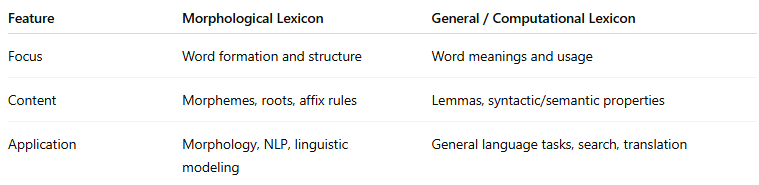 Feature Morphological Lexicon General / Computational Lexicon
Focus Word formation and structure Word meanings and usage
Content Morphemes, roots, affix rules Lemmas, syntactic/semantic properties
Application Morphology, NLP, linguistic General language tasks, search, translation
modeling